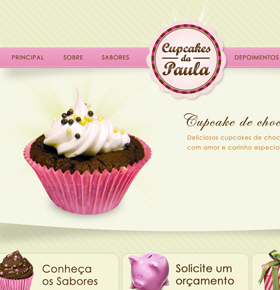 PRINCIPAL SOBRE SABORES DEPOIMENTOS
Cupcakes
da
Paula
Cupcake de choc
Deliciosos cupcakes de choc
com amor e carinho especia
Conheça
os Sabores
Solicite um
orçamento